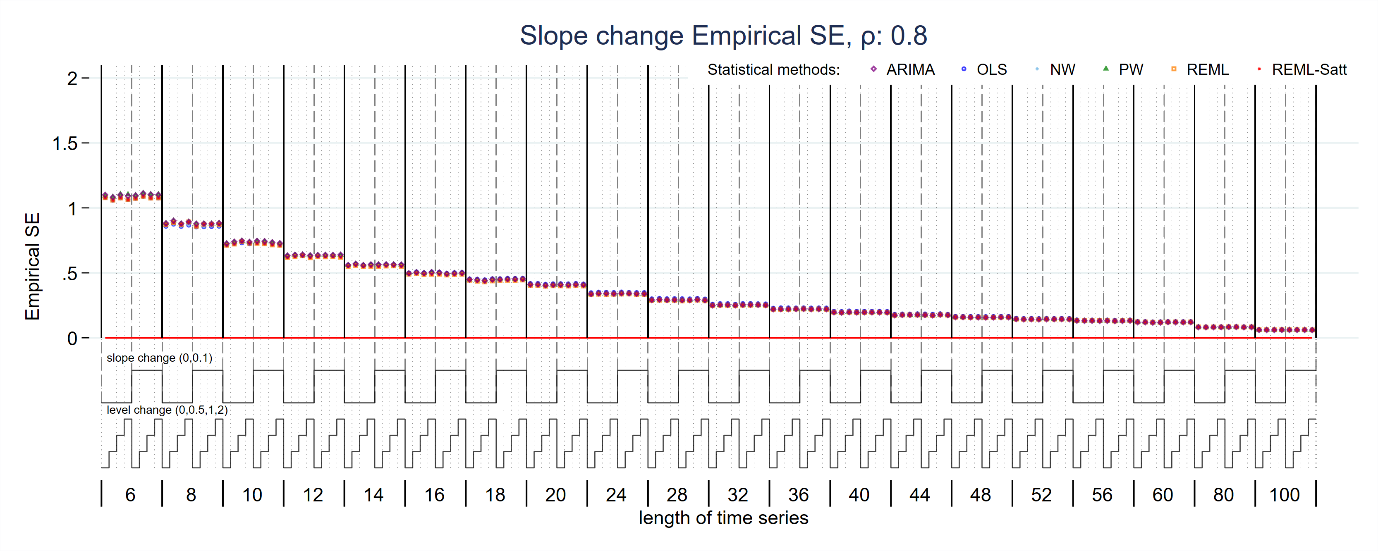 Slope change Empirical SE, ρ: 0.8
Statistical methods: ARIMA OLS NW PW REML REML-Satt
2
1.5
1
.5
0
Empirical SE
slope change (0,0.1)
level change (0,0.5,1,2)
6 8 10 12 14 16 18 20 24 28 32 36 40 44 48 52 56 60 80 100
length of time series